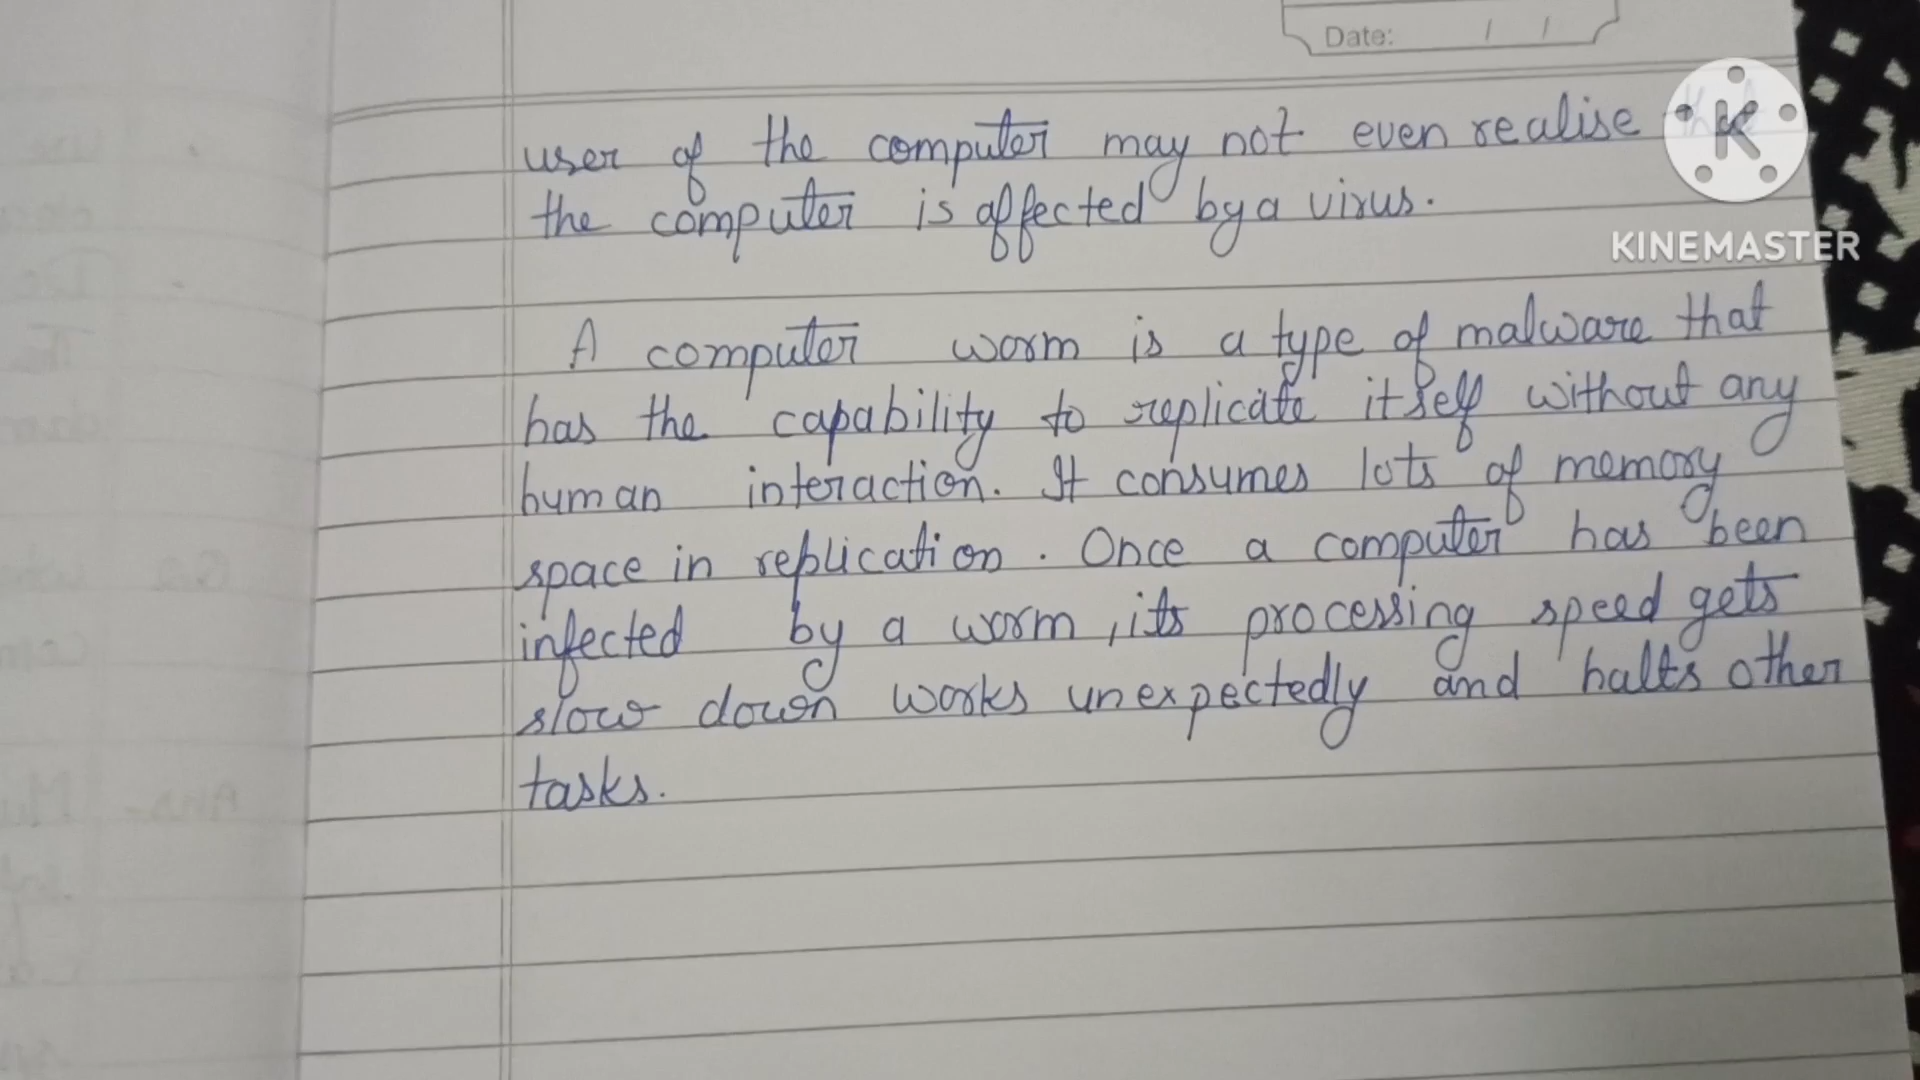 Date: / /
user of the computer may not even realise that
the computer is affected by a virus.
KINEMASTER
A computer worm is a type of malware that
has the capability to replicate itself without any
human interaction. It consumes lots of memory
space in replication. Once a computer has been
infected by a worm, its processing speed gets
slow down works unexpectedly and halts other
tasks.